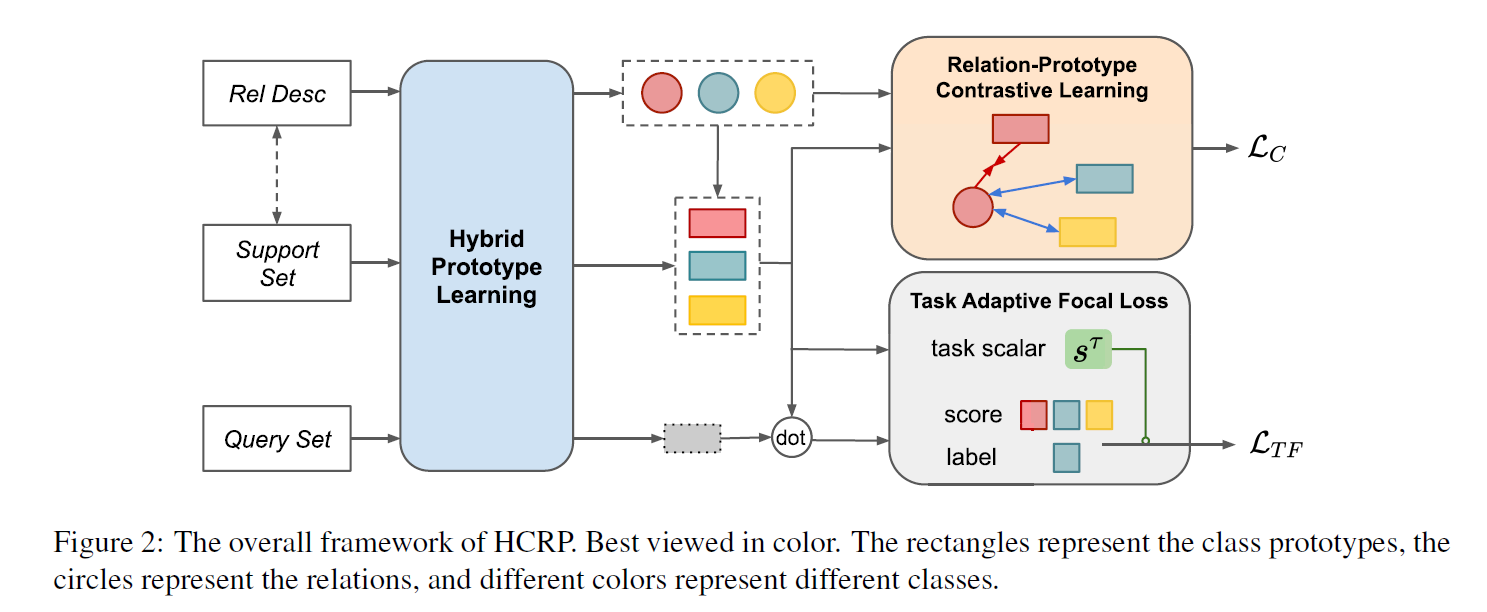 Rel Desc
Support
Set
Query Set
Hybrid
Prototype
Learning
dot
Relation-Prototype
Contrastive Learning
ℒ_C
Task Adaptive Focal Loss
task scalar
s^τ
score
label
ℒ_TF
Figure 2: The overall framework of HCRP. Best viewed in color. The rectangles represent the class prototypes, the
circles represent the relations, and different colors represent different classes.